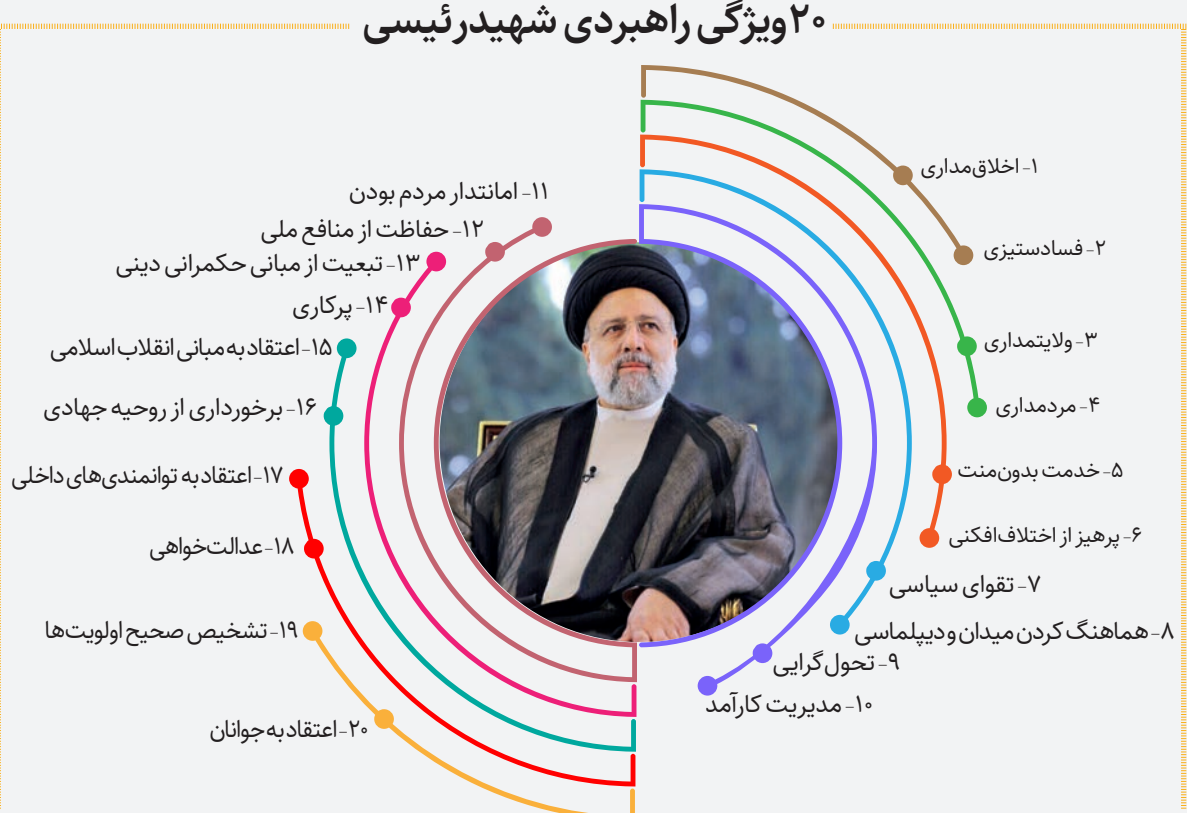 ۲۰ویژگی راهبردی شهیدرئیسی
۱- اخلاق‌مداری
۲- فسادستیزی
۳- ولایتمداری
۴- مردمداری
۵- خدمت بدون‌منت
۶- پرهیز از اختلاف‌افکنی
۷- تقوای سیاسی
۸- هماهنگ کردن میدان و دیپلماسی
۹- تحول‌گرایی
۱۰- مدیریت کارآمد
۱۱- امانتدار مردم بودن
۱۲- حفاظت از منافع ملی
۱۳- تبعیت از مبانی حکمرانی دینی
۱۴- پرکاری
۱۵- اعتقاد به مبانی انقلاب اسلامی
۱۶- برخورداری از روحیه جهادی
۱۷- اعتقاد به توانمندی‌های داخلی
۱۸- عدالت‌خواهی
۱۹- تشخیص صحیح اولویت‌ها
۲۰- اعتقاد به جوانان